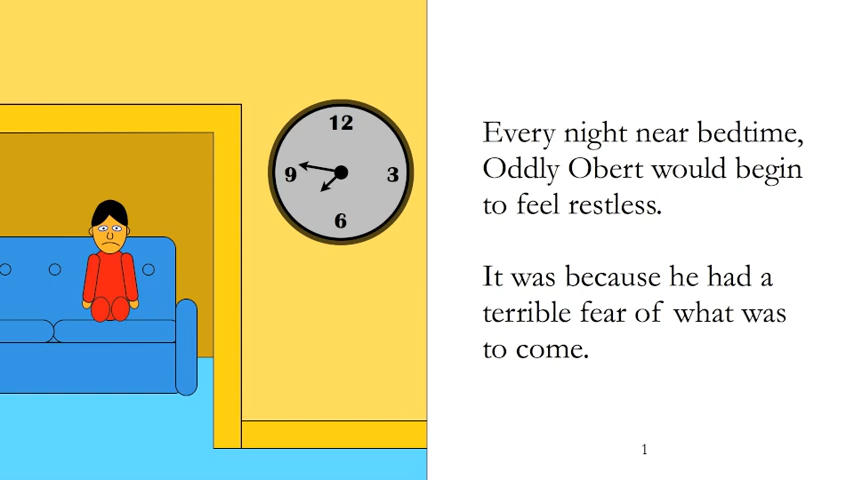 12
9
3
6
Every night near bedtime,
Oddly Obert would begin
to feel restless.
It was because he had a
terrible fear of what was
to come.
1